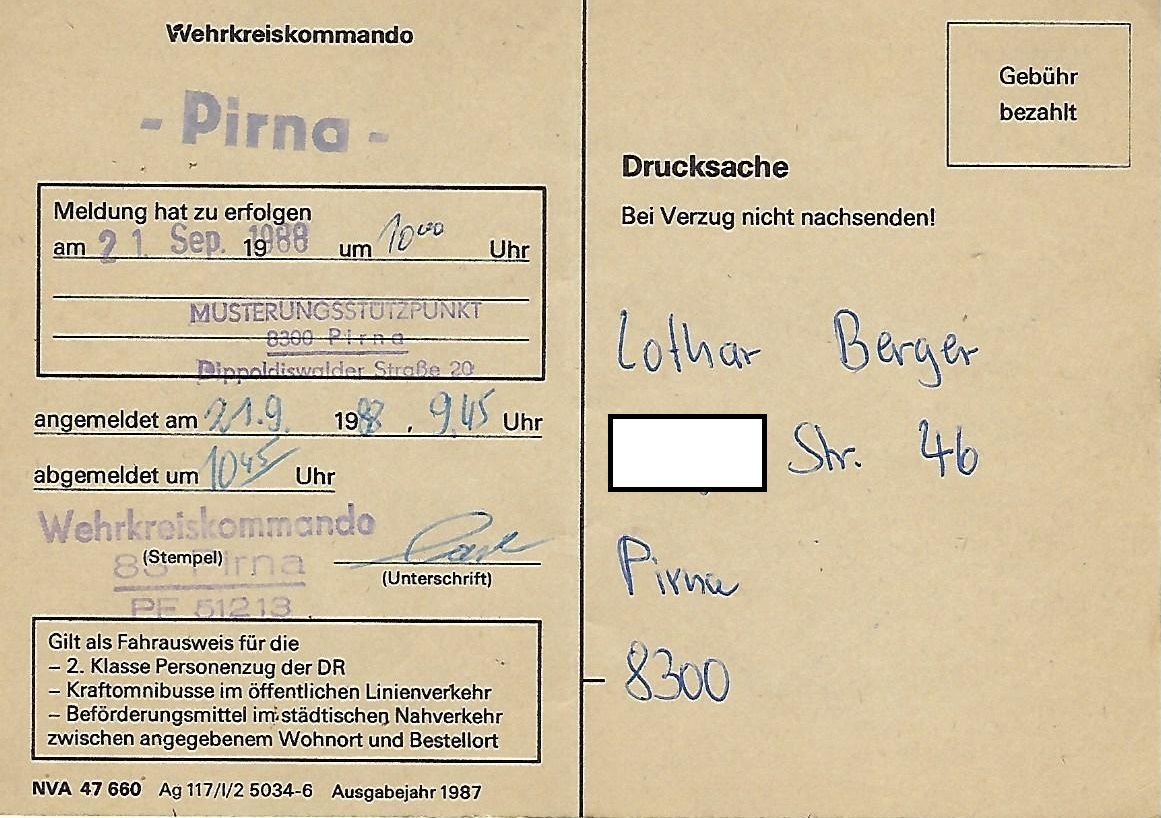 Wehrkreiskommando
- Pirna -
Meldung hat zu erfolgen
am 21. Sep. 1988 um 10⁰⁰ Uhr
MUSTERUNGSSTÜTZPUNKT
8300 Pirna
Dippoldiswalder Straße 20
angemeldet am 21.9. 1988, 9.45 Uhr
abgemeldet um 10⁴⁵ Uhr
Wehrkreiskommando
(Stempel)
83 Pirna
(Unterschrift)
PF 51213
Gilt als Fahrausweis für die
– 2. Klasse Personenzug der DR
– Kraftomnibusse im öffentlichen Linienverkehr
– Beförderungsmittel im städtischen Nahverkehr
zwischen angegebenem Wohnort und Bestellort
NVA 47 660 Ag 117/I/2 5034-6 Ausgabejahr 1987
Gebühr
bezahlt
Drucksache
Bei Verzug nicht nachsenden!
Lothar Berger
Str. 46
Pirna
8300